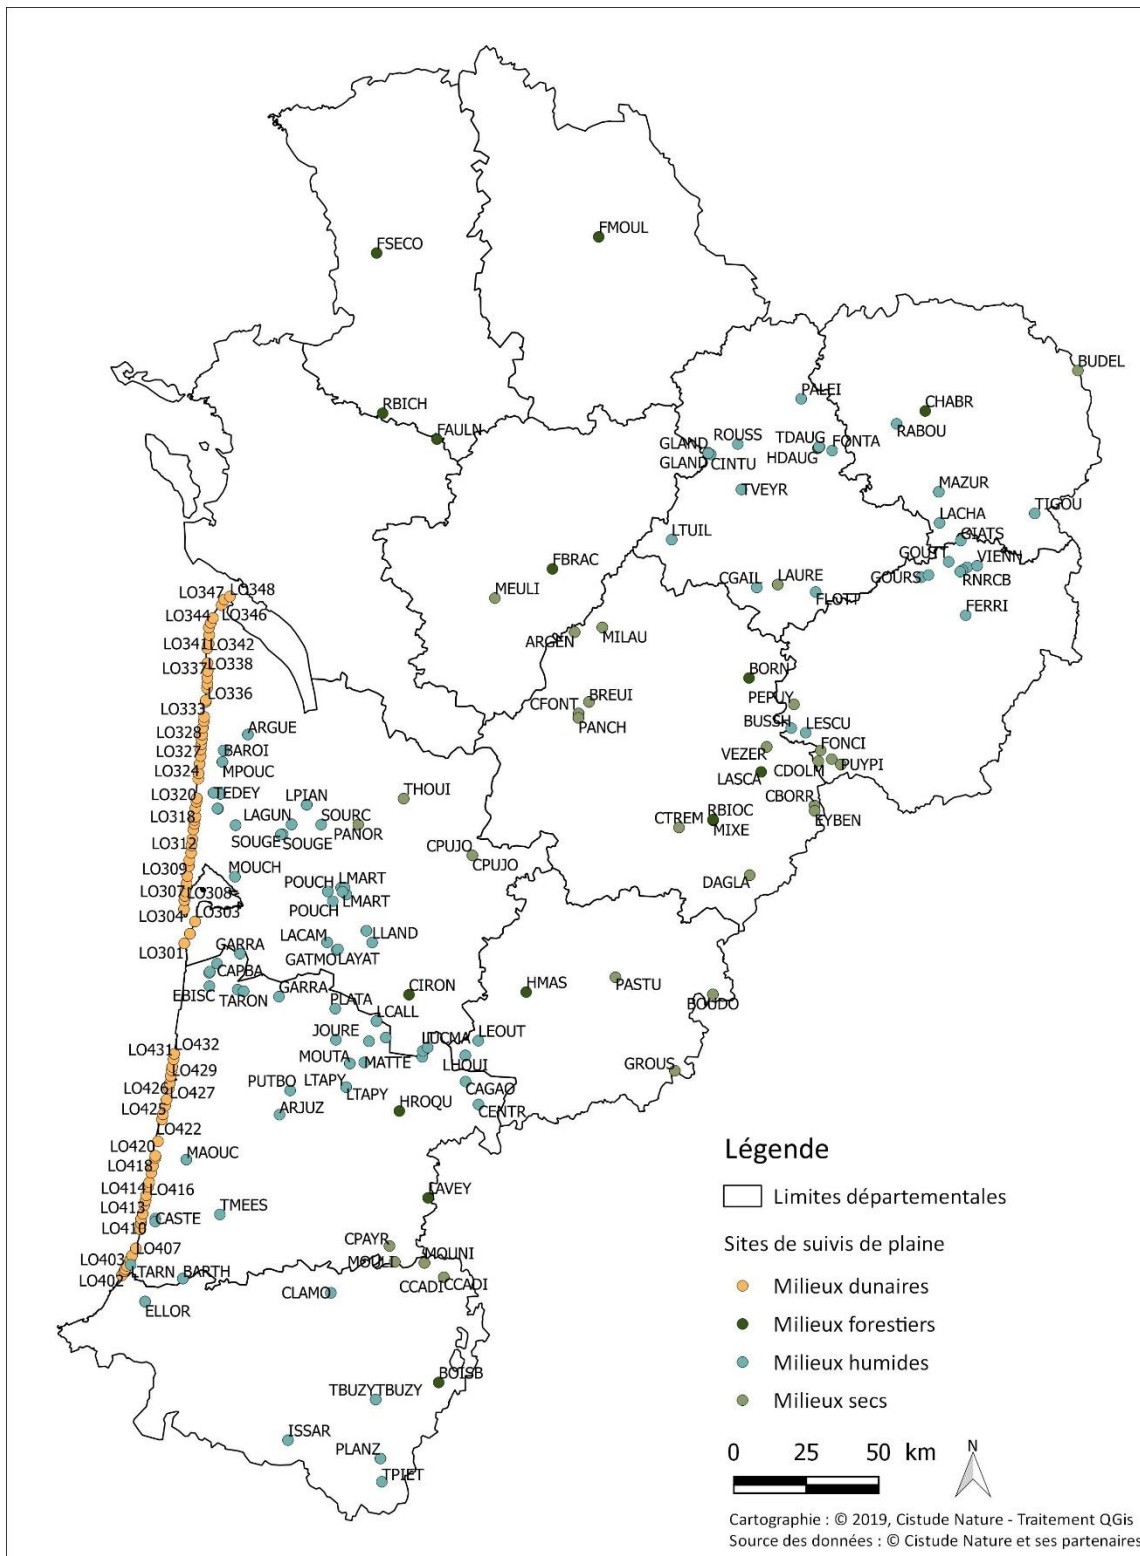 FSECO
FMOUL
BUDEL
PALEI
CHABR
RBICH
RABOU
FAULN
GLAND
ROUSS
TDAUG
FONTA
GLAND
CINTU
HDAUG
TVEYR
MAZUR
TIGOU
LACHA
LTUIL
GIATS
VIENN
GOURS
RNRCB
FBRAC
CGAIL
LAURE
FLOTT
MEULI
FERRI
LO347
LO348
LO344
LO346
ARGEN
MILAU
LO341
LO342
LO337
LO338
BORN
LO336
CFONT
BREUI
PEPUY
LO333
PANCH
BUSSH
LESCU
LO328
ARGUE
LO327
BAROI
VEZER
FONCI
LO324
MPOUC
LASCA
CDOLM
PUYPI
LO320
TEDEY
THOUI
CBORR
LO318
LAGUN
LPIAN
SOURC
RBIOC
EYBEN
LO312
SOUGE
SOUGE
PANOR
CTREM
MIXE
LO309
MOUCH
CPUJO
CPUJO
DAGLA
LO307
LO308
POUCH
LMART
LO304
LO303
POUCH
LMART
LO301
GARRA
LACAM
LLAND
CAPBA
GATMO
LAYAT
EBISC
TARON
GARRA
CIRON
HMAS
PASTU
BOUDO
PLATA
LCALL
LO431
LO432
JOURE
LUCMA
LEOUT
LO429
MOUTA
MATTE
LHOUI
GROUS
LO426
LO427
PUTBO
LTAPY
LTAPY
CAGAO
LO425
ARJUZ
HROQU
CENTR
LO422
LO420
MAOUC
LO418
LO414
LO416
LAVEY
LO413
CASTE
TMEES
LO410
LO407
CPAYR
LO403
MOULI
MOUNI
LO402
LTARN
BARTH
CLAMO
CCADI
CCADI
ELLOR
BOISB
TBUZY
TBUZY
ISSAR
PLANZ
TPIET
Légende
Limites départementales
Sites de suivis de plaine
Milieux dunaires
Milieux forestiers
Milieux humides
Milieux secs
0 25 50 km
N
Cartographie : © 2019, Cistude Nature - Traitement QGis
Source des données : © Cistude Nature et ses partenaires